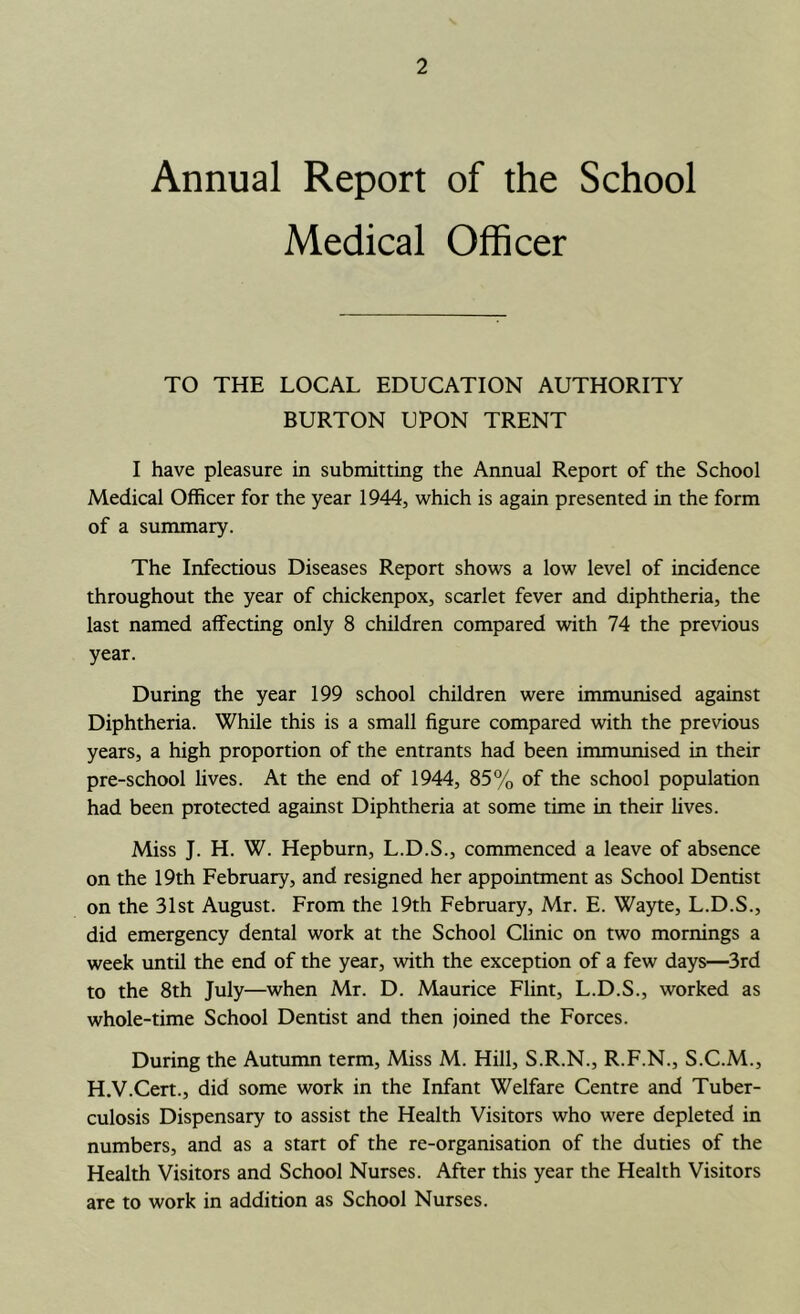 2
Annual Report of the School
Medical Officer
TO THE LOCAL EDUCATION AUTHORITY
BURTON UPON TRENT
I have pleasure in submitting the Annual Report of the School
Medical Officer for the year 1944, which is again presented in the form
of a summary.
The Infectious Diseases Report shows a low level of incidence
throughout the year of chickenpox, scarlet fever and diphtheria, the
last named affecting only 8 children compared with 74 the previous
year.
During the year 199 school children were immunised against
Diphtheria. While this is a small figure compared with the previous
years, a high proportion of the entrants had been immunised in their
pre-school lives. At the end of 1944, 85% of the school population
had been protected against Diphtheria at some time in their lives.
Miss J. H. W. Hepburn, L.D.S., commenced a leave of absence
on the 19th February, and resigned her appointment as School Dentist
on the 31st August. From the 19th February, Mr. E. Wayte, L.D.S.,
did emergency dental work at the School Clinic on two mornings a
week until the end of the year, with the exception of a few days—3rd
to the 8th July—when Mr. D. Maurice Flint, L.D.S., worked as
whole-time School Dentist and then joined the Forces.
During the Autumn term, Miss M. Hill, S.R.N., R.F.N., S.C.M.,
H.V.Cert., did some work in the Infant Welfare Centre and Tuber-
culosis Dispensary to assist the Health Visitors who were depleted in
numbers, and as a start of the re-organisation of the duties of the
Health Visitors and School Nurses. After this year the Health Visitors
are to work in addition as School Nurses.